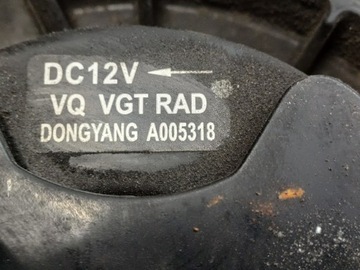 DC12V ←
VQ VGT RAD
DONGYANG A005318